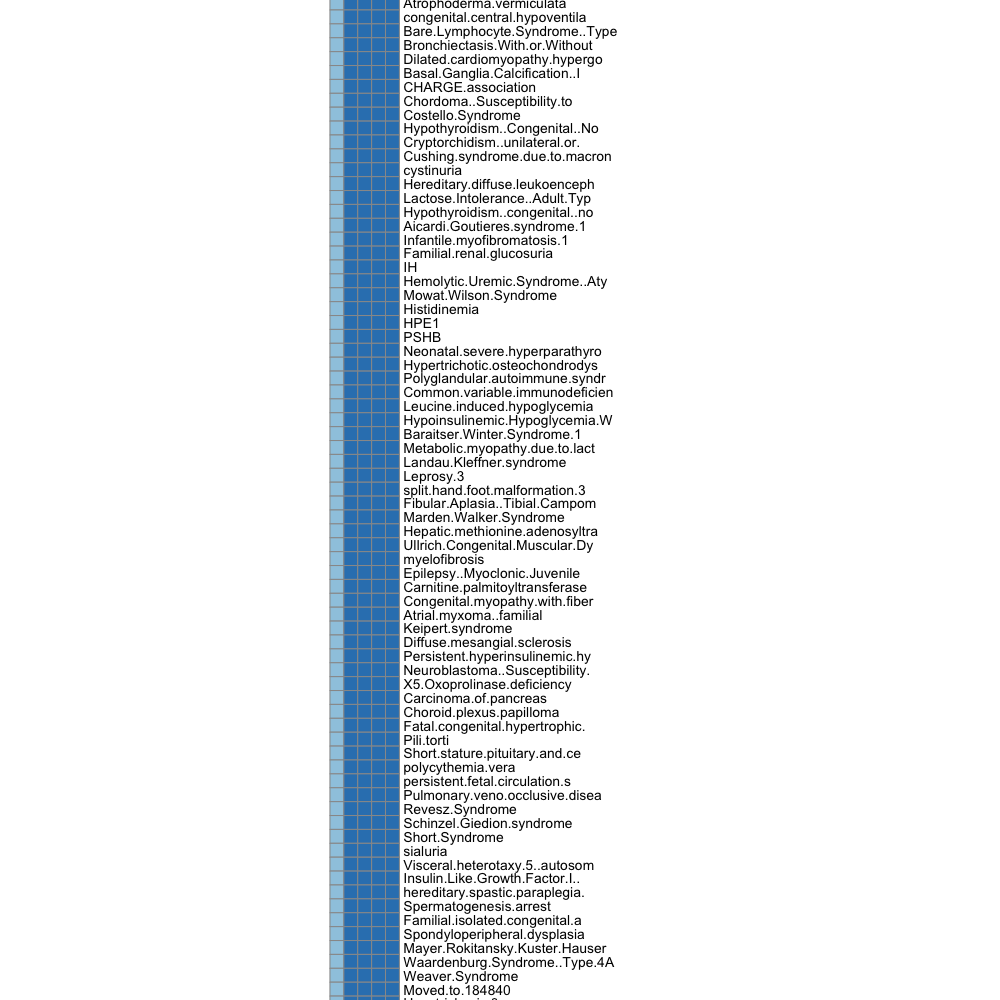 Atrophoderma.vermiculata
congenital.central.hypoventila
Bare.Lymphocyte.Syndrome..Type
Bronchiectasis.With.or.Without
Dilated.cardiomyopathy.hypergo
Basal.Ganglia.Calcification..I
CHARGE.association
Chordoma..Susceptibility.to
Costello.Syndrome
Hypothyroidism..Congenital..No
Cryptorchidism..unilateral.or.
Cushing.syndrome.due.to.macron
cystinuria
Hereditary.diffuse.leukoenceph
Lactose.Intolerance..Adult.Typ
Hypothyroidism..congenital..no
Aicardi.Goutieres.syndrome.1
Infantile.myofibromatosis.1
Familial.renal.glucosuria
IH
Hemolytic.Uremic.Syndrome..Aty
Mowat.Wilson.Syndrome
Histidinemia
HPE1
PSHB
Neonatal.severe.hyperparathyro
Hypertrichotic.osteochondrodys
Polyglandular.autoimmune.syndr
Common.variable.immunodeficien
Leucine.induced.hypoglycemia
Hypoinsulinemic.Hypoglycemia.W
Baraitser.Winter.Syndrome.1
Metabolic.myopathy.due.to.lact
Landau.Kleffner.syndrome
Leprosy.3
split.hand.foot.malformation.3
Fibular.Aplasia..Tibial.Campom
Marden.Walker.Syndrome
Hepatic.methionine.adenosyltra
Ullrich.Congenital.Muscular.Dy
myelofibrosis
Epilepsy..Myoclonic.Juvenile
Carnitine.palmitoyltransferase
Congenital.myopathy.with.fiber
Atrial.myxoma..familial
Keipert.syndrome
Diffuse.mesangial.sclerosis
Persistent.hyperinsulinemic.hy
Neuroblastoma..Susceptibility.
X5.Oxoprolinase.deficiency
Carcinoma.of.pancreas
Choroid.plexus.papilloma
Fatal.congenital.hypertrophic.
Pili.torti
Short.stature.pituitary.and.ce
polycythemia.vera
persistent.fetal.circulation.s
Pulmonary.veno.occlusive.disea
Revesz.Syndrome
Schinzel.Giedion.syndrome
Short.Syndrome
sialuria
Visceral.heterotaxy.5..autosom
Insulin.Like.Growth.Factor.I..
hereditary.spastic.paraplegia.
Spermatogenesis.arrest
Familial.isolated.congenital.a
Spondyloperipheral.dysplasia
Mayer.Rokitansky.Kuster.Hauser
Waardenburg.Syndrome..Type.4A
Weaver.Syndrome
Moved.to.184840